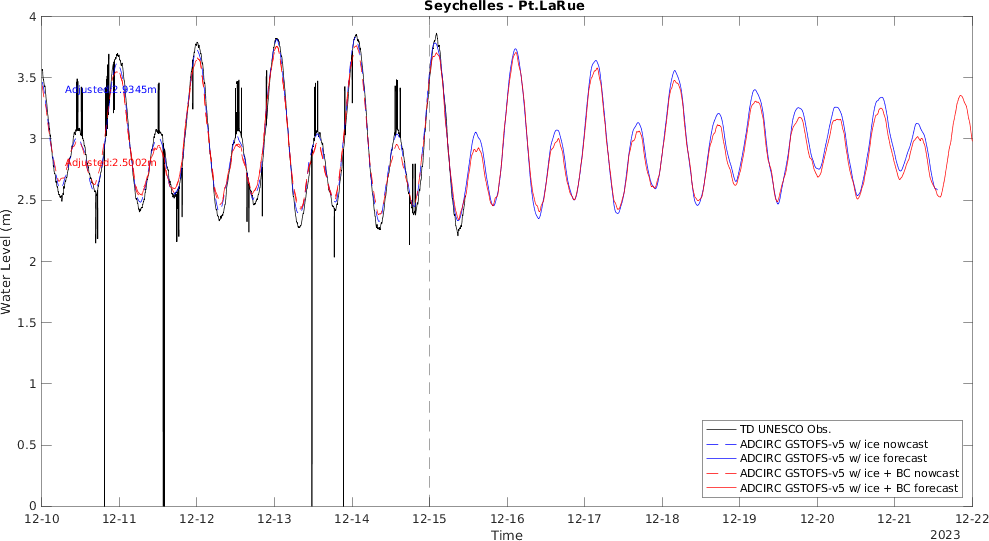 Seychelles - Pt.LaRue
4
3.5
3
2.5
2
1.5
1
0.5
0
Water Level (m)
Adjusted:2.9345m
Adjusted:2.5002m
TD UNESCO Obs.
ADCIRC GSTOFS-v5 w/ ice nowcast
ADCIRC GSTOFS-v5 w/ ice forecast
ADCIRC GSTOFS-v5 w/ ice + BC nowcast
ADCIRC GSTOFS-v5 w/ ice + BC forecast
12-10 12-11 12-12 12-13 12-14 12-15 12-16 12-17 12-18 12-19 12-20 12-21 12-22
Time
2023